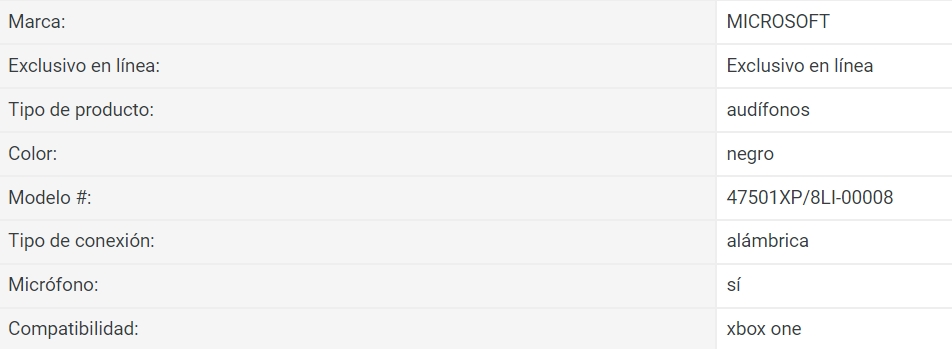 Marca: MICROSOFT
Exclusivo en línea: Exclusivo en línea
Tipo de producto: audífonos
Color: negro
Modelo #: 47501XP/8LI-00008
Tipo de conexión: alámbrica
Micrófono: sí
Compatibilidad: xbox one